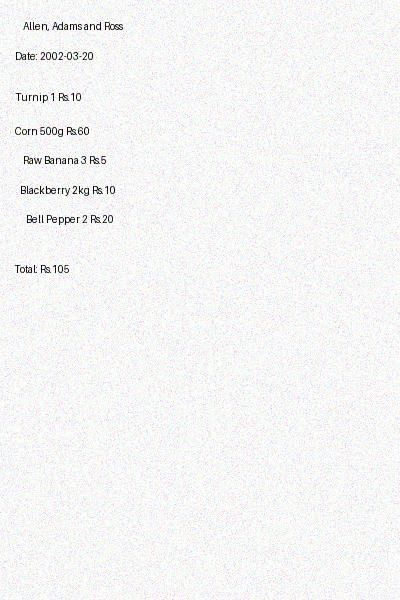 Allen, Adams and Ross
Date: 2002-03-20
Turnip 1 Rs.10
Corn 500g Rs.60
Raw Banana 3 Rs.5
Blackberry 2kg Rs.10
Bell Pepper 2 Rs.20
Total: Rs.105